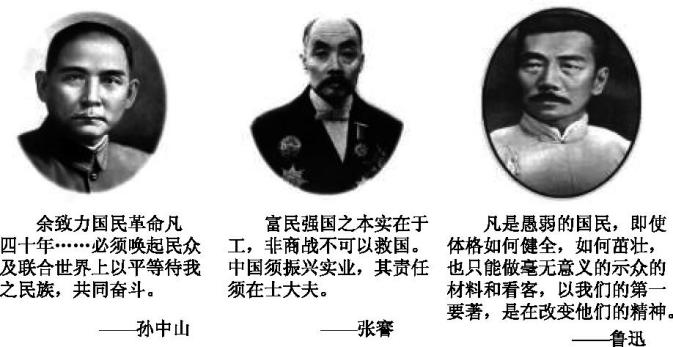 余致力国民革命凡
四十年……必须唤起民众
及联合世界上以平等待我
之民族，共同奋斗。
——孙中山
富民强国之本实在于
工，非商战不可以救国。
中国须振兴实业，其责任
须在士大夫。
——张謇
凡是愚弱的国民，即使
体格如何健全，如何茁壮，
也只能做毫无意义的示众的
材料和看客，以我们的第一
要著，是在改变他们的精神。
——鲁迅